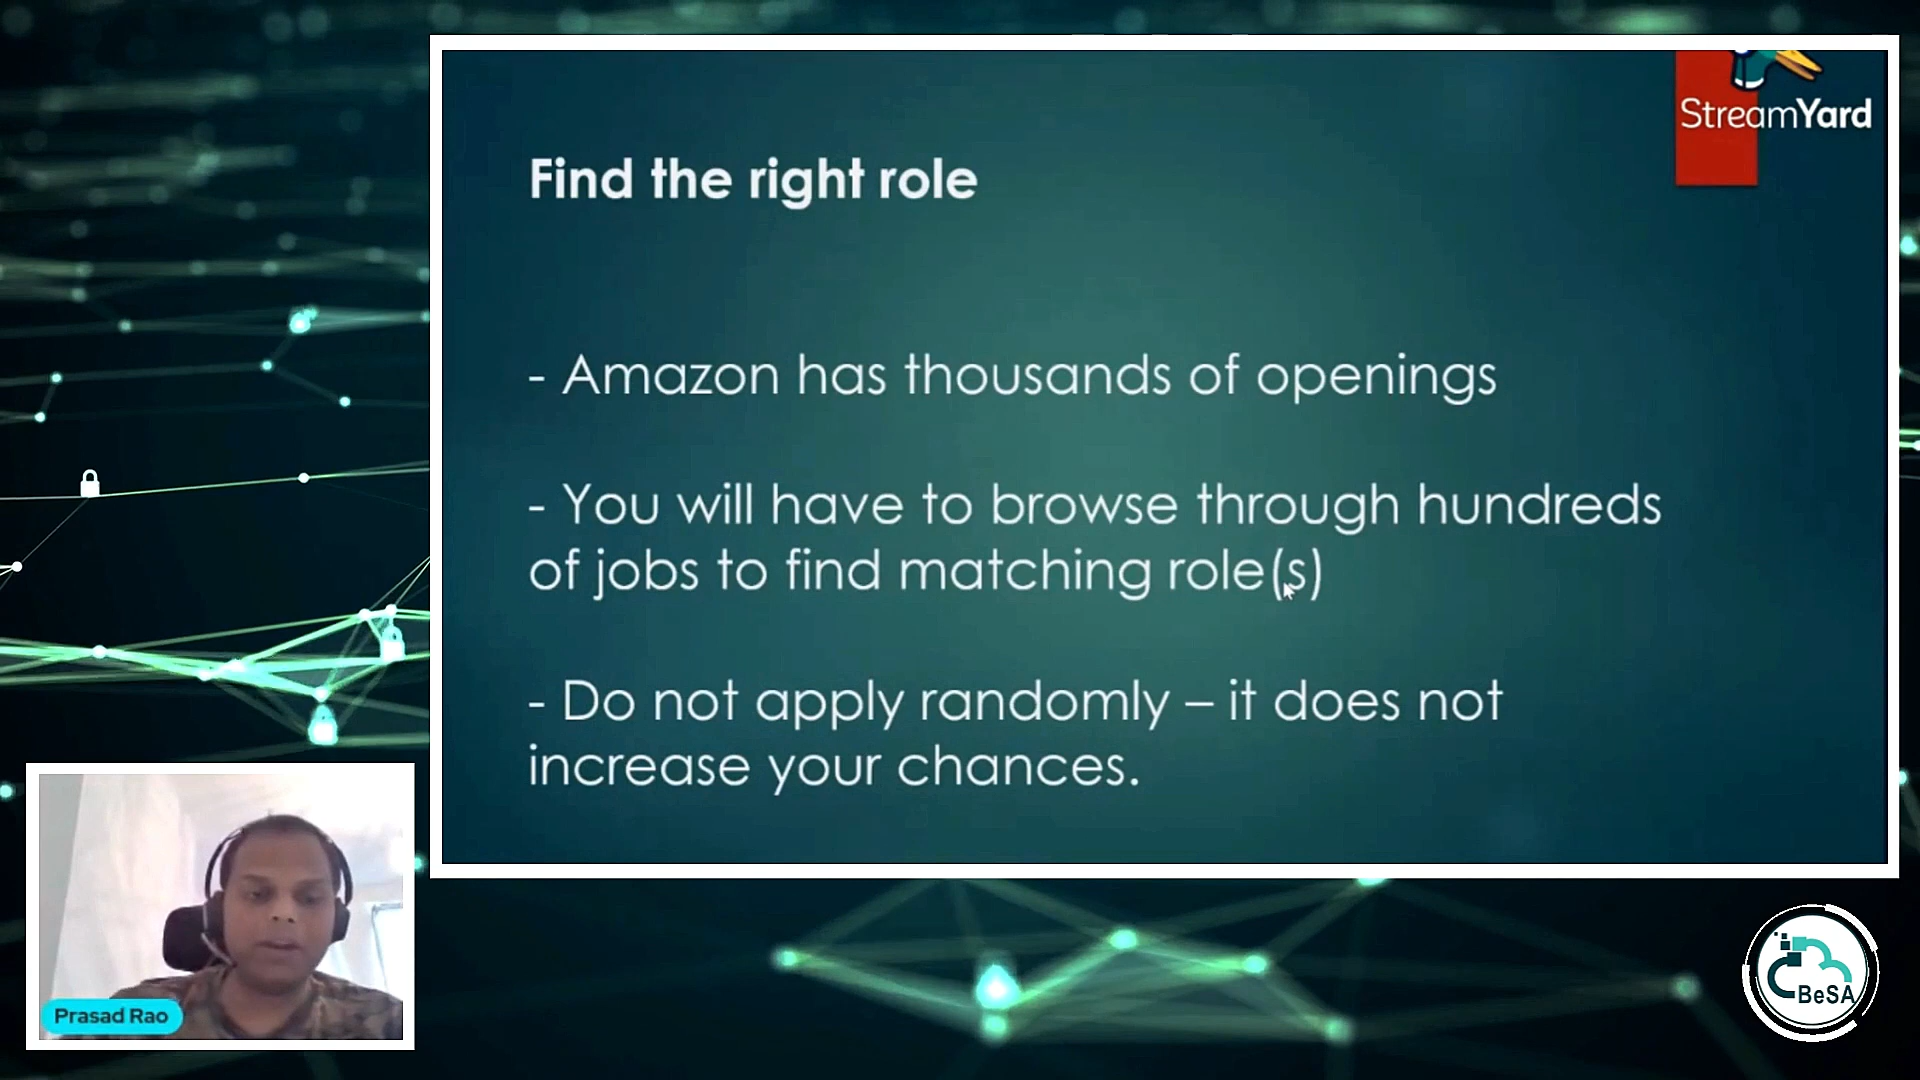 StreamYard
Find the right role
- Amazon has thousands of openings
- You will have to browse through hundreds
of jobs to find matching role(s)
- Do not apply randomly – it does not
increase your chances.
Prasad Rao
BeSA